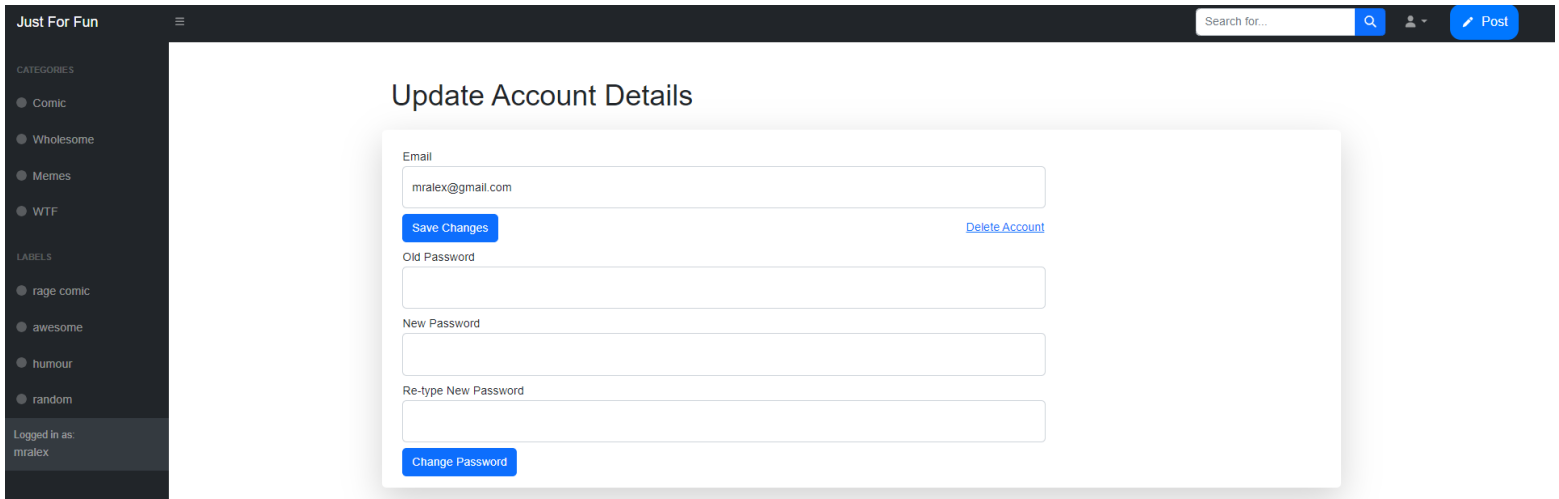 Just For Fun
Search for...
Post
CATEGORIES
Comic
Wholesome
Memes
WTF
LABELS
rage comic
awesome
humour
random
Logged in as:
mralex
Update Account Details
Email
mralex@gmail.com
Save Changes Delete Account
Old Password
New Password
Re-type New Password
Change Password